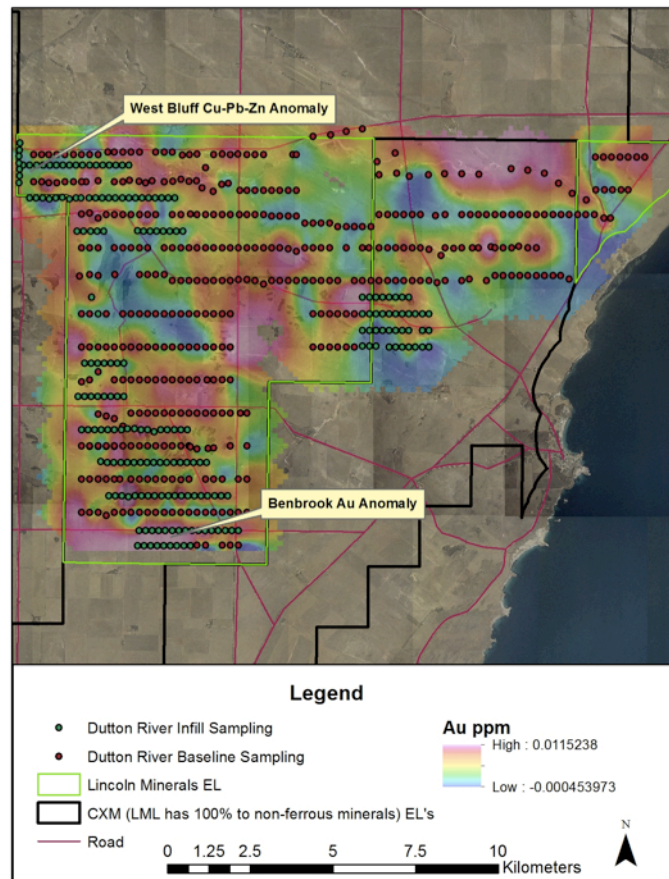 West Bluff Cu-Pb-Zn Anomaly
Benbrook Au Anomaly
Legend
Dutton River Infill Sampling
Dutton River Baseline Sampling
Lincoln Minerals EL
CXM (LML has 100% to non-ferrous minerals) EL's
Road
Au ppm
High : 0.0115238
Low : -0.000453973
N
0 1.25 2.5 5 7.5 10
Kilometers